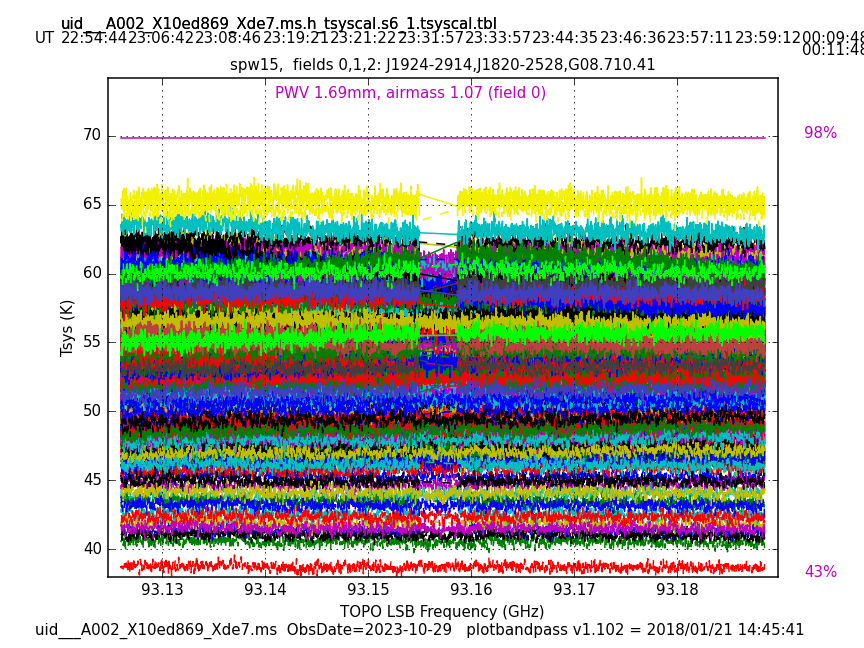 uid___A002_X10ed869_Xde7.ms.h_tsyscal.s6_1.tsyscal.tbl
UT 22:54:44 23:06:42 23:08:46 23:19:21 23:21:22 23:31:57 23:33:57 23:44:35 23:46:36 23:57:11 23:59:12 00:09:48
00:11:48
spw15, fields 0,1,2: J1924-2914,J1820-2528,G08.710.41
PWV 1.69mm, airmass 1.07 (field 0)
98%
70
65
60
55
50
45
40
Tsys (K)
43%
93.13 93.14 93.15 93.16 93.17 93.18
TOPO LSB Frequency (GHz)
uid___A002_X10ed869_Xde7.ms ObsDate=2023-10-29 plotbandpass v1.102 = 2018/01/21 14:45:41